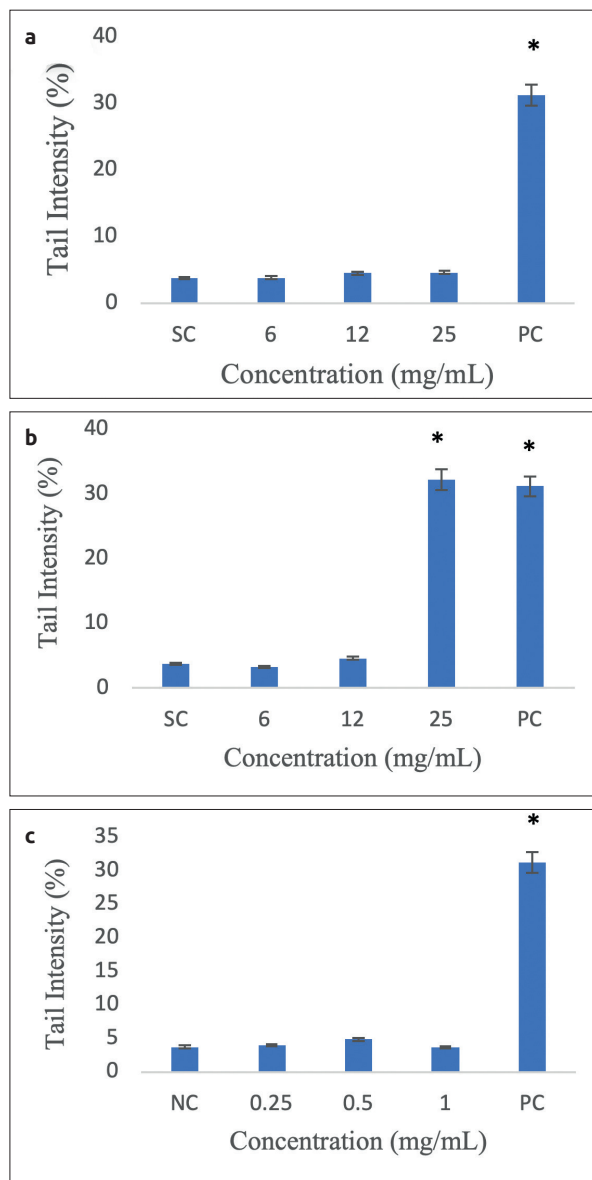 a
40
*
30
20
10
0
Tail Intensity (%)
SC 6 12 25 PC
Concentration (mg/mL)
b
40
*
*
30
20
10
0
Tail Intensity (%)
SC 6 12 25 PC
Concentration (mg/mL)
c
*
35
30
25
20
15
10
5
0
Tail Intensity (%)
NC 0.25 0.5 1 PC
Concentration (mg/mL)